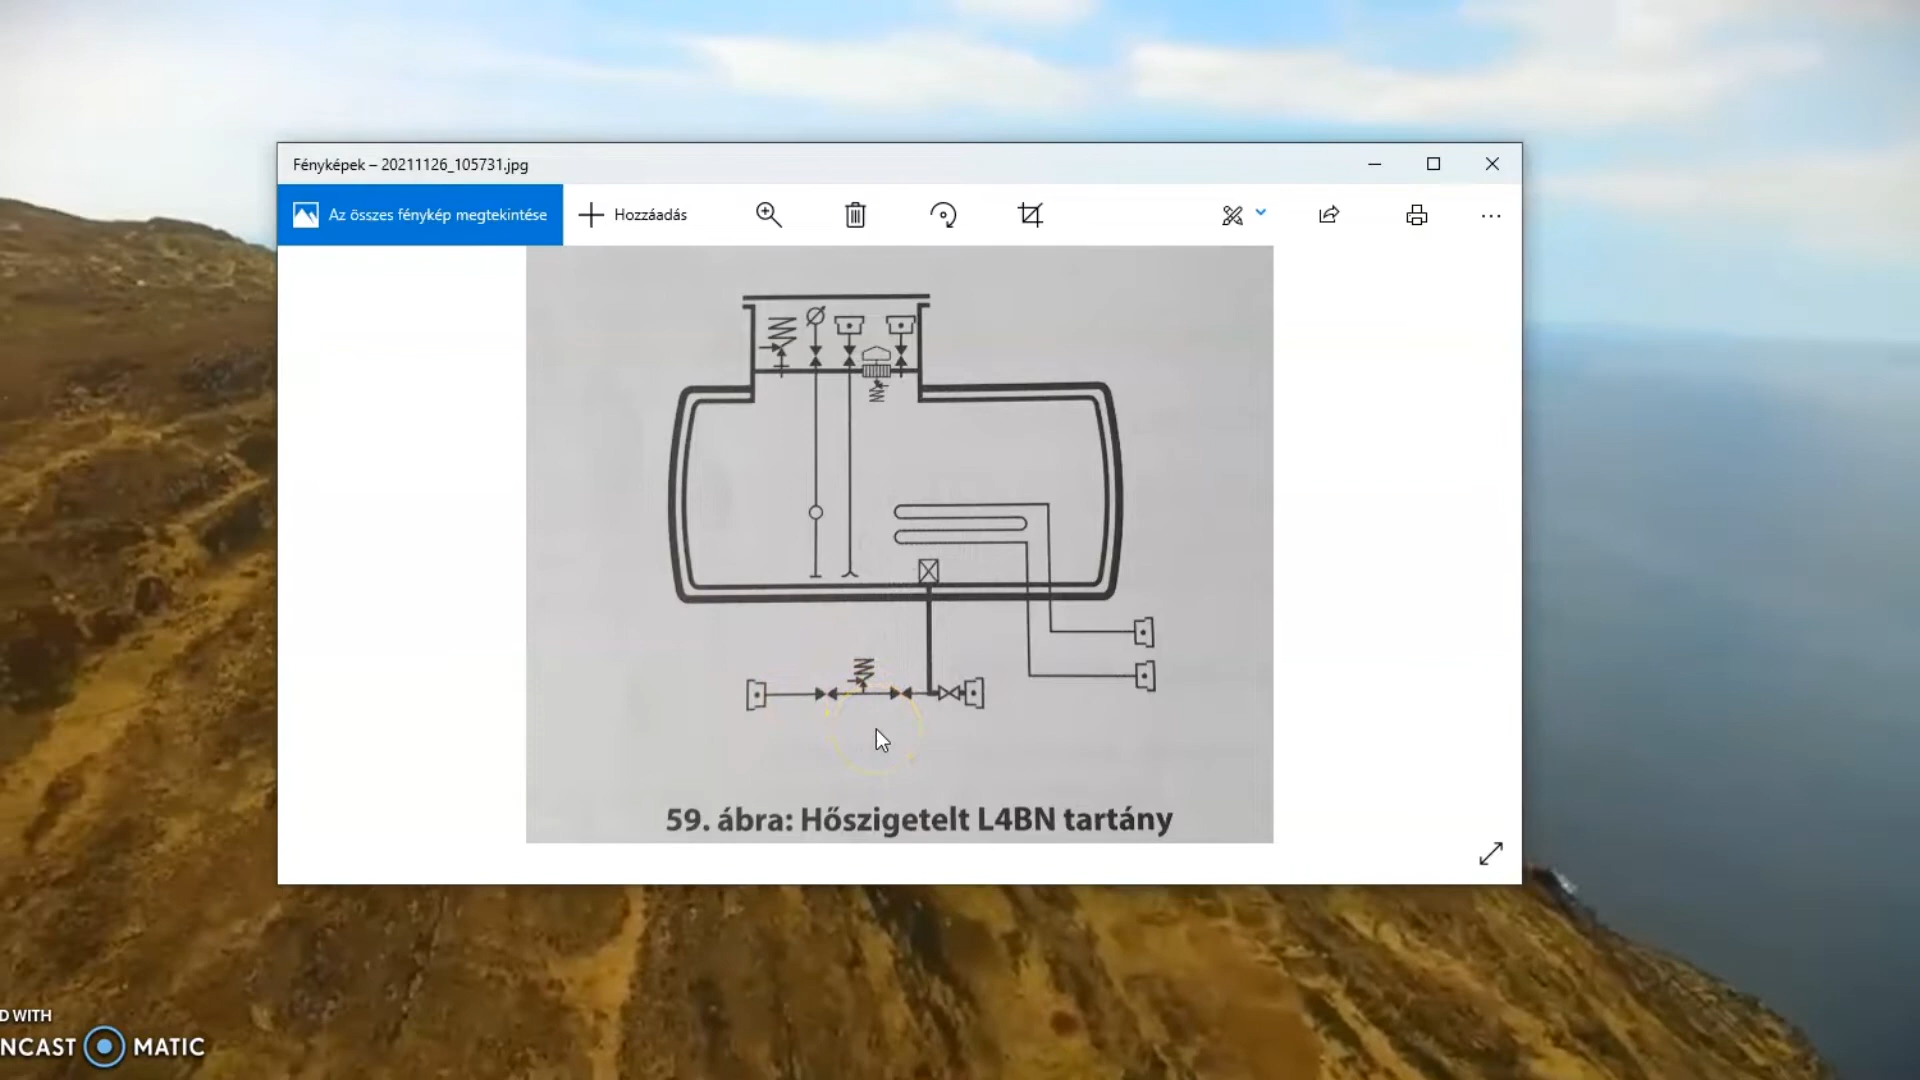 Fényképek – 20211126_105731.jpg
Az összes fénykép megtekintése
Hozzáadás
59. ábra: Hőszigetelt L4BN tartány
D WITH
NCAST MATIC